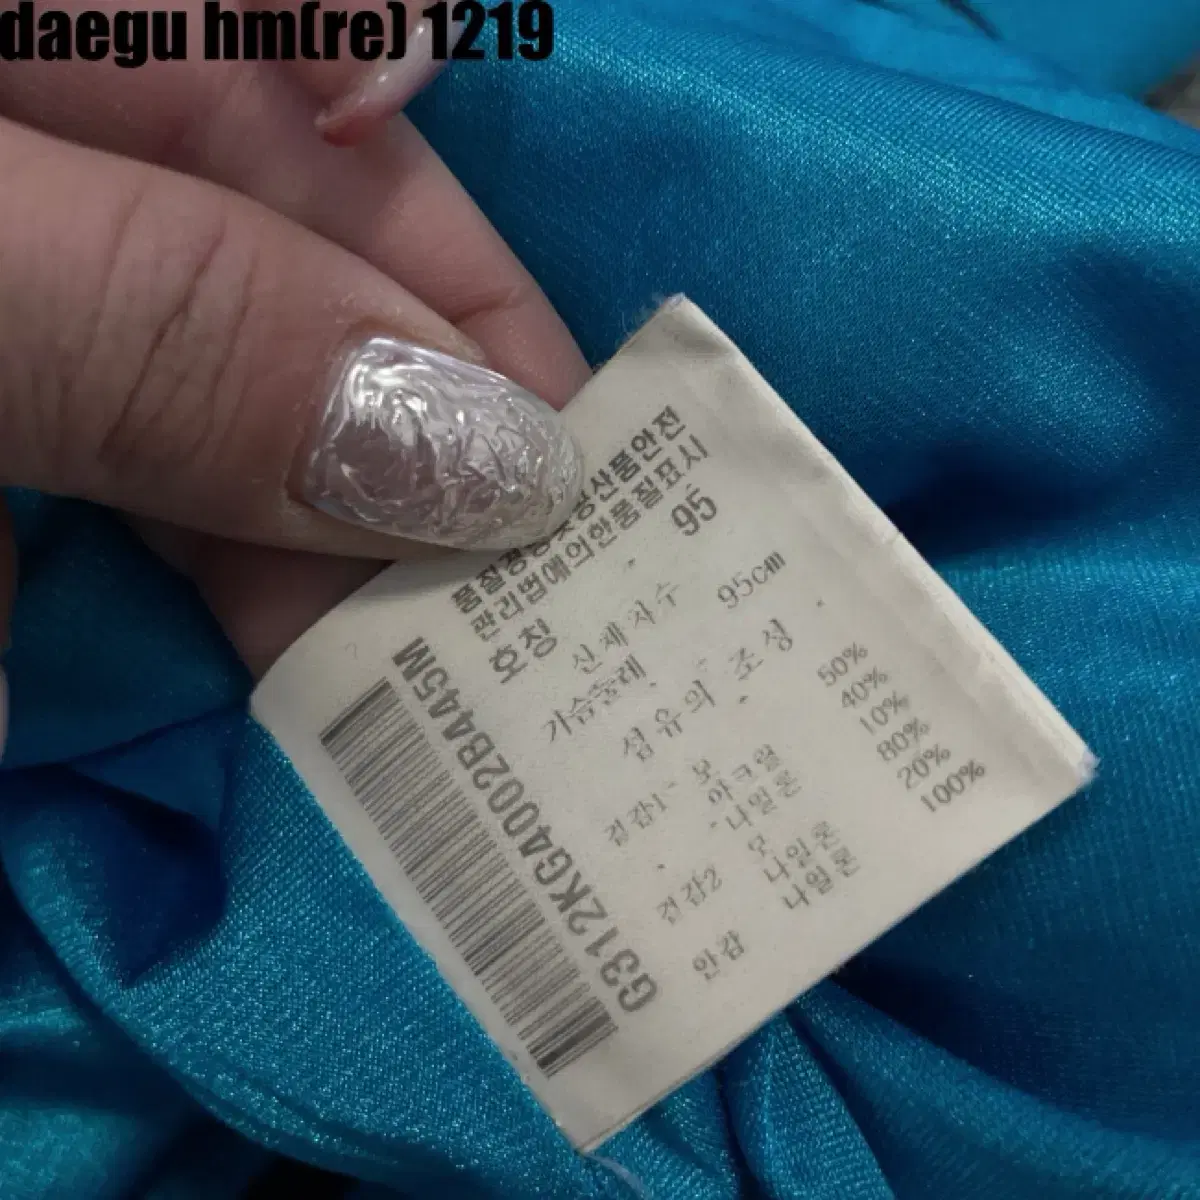 daegu hm(re) 1219
품질경영및공산품안전
관리법에의한품질표시
호칭 95
신체치수
가슴둘레 95cm
섬유의 조성
겉감1 모 50%
아크릴 40%
나일론 10%
겉감2 모 80%
나일론 20%
안감 나일론 100%
G312KG4002B445M